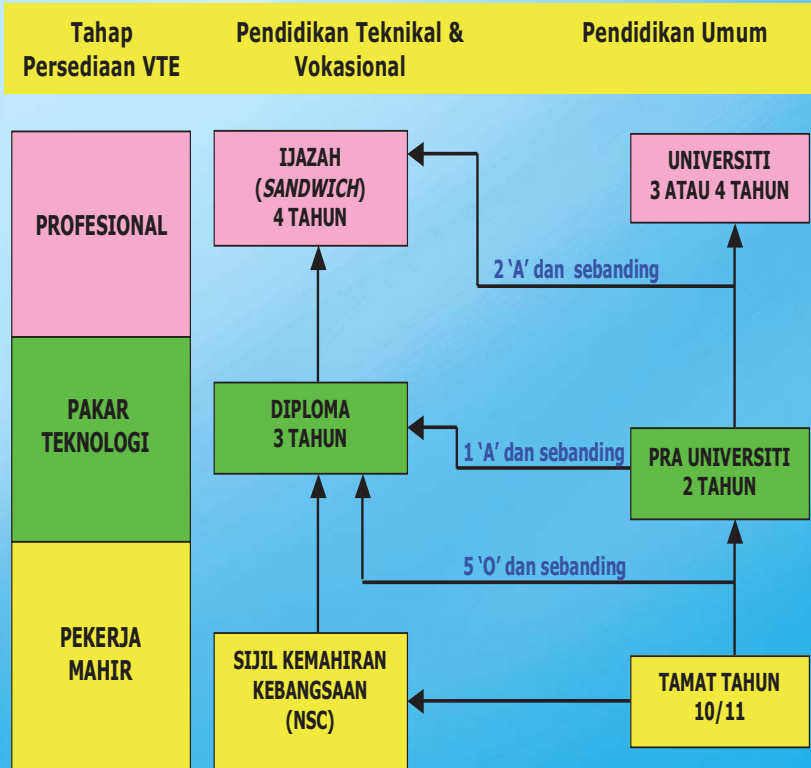 Tahap
Persediaan VTE
Pendidikan Teknikal &
Vokasional
Pendidikan Umum
PROFESIONAL
IJAZAH
(SANDWICH)
4 TAHUN
UNIVERSITI
3 ATAU 4 TAHUN
2 ‘A’ dan sebanding
PAKAR
TEKNOLOGI
DIPLOMA
3 TAHUN
1 ‘A’ dan sebanding
PRA UNIVERSITI
2 TAHUN
5 ‘O’ dan sebanding
PEKERJA
MAHIR
SIJIL KEMAHIRAN
KEBANGSAAN
(NSC)
TAMAT TAHUN
10/11